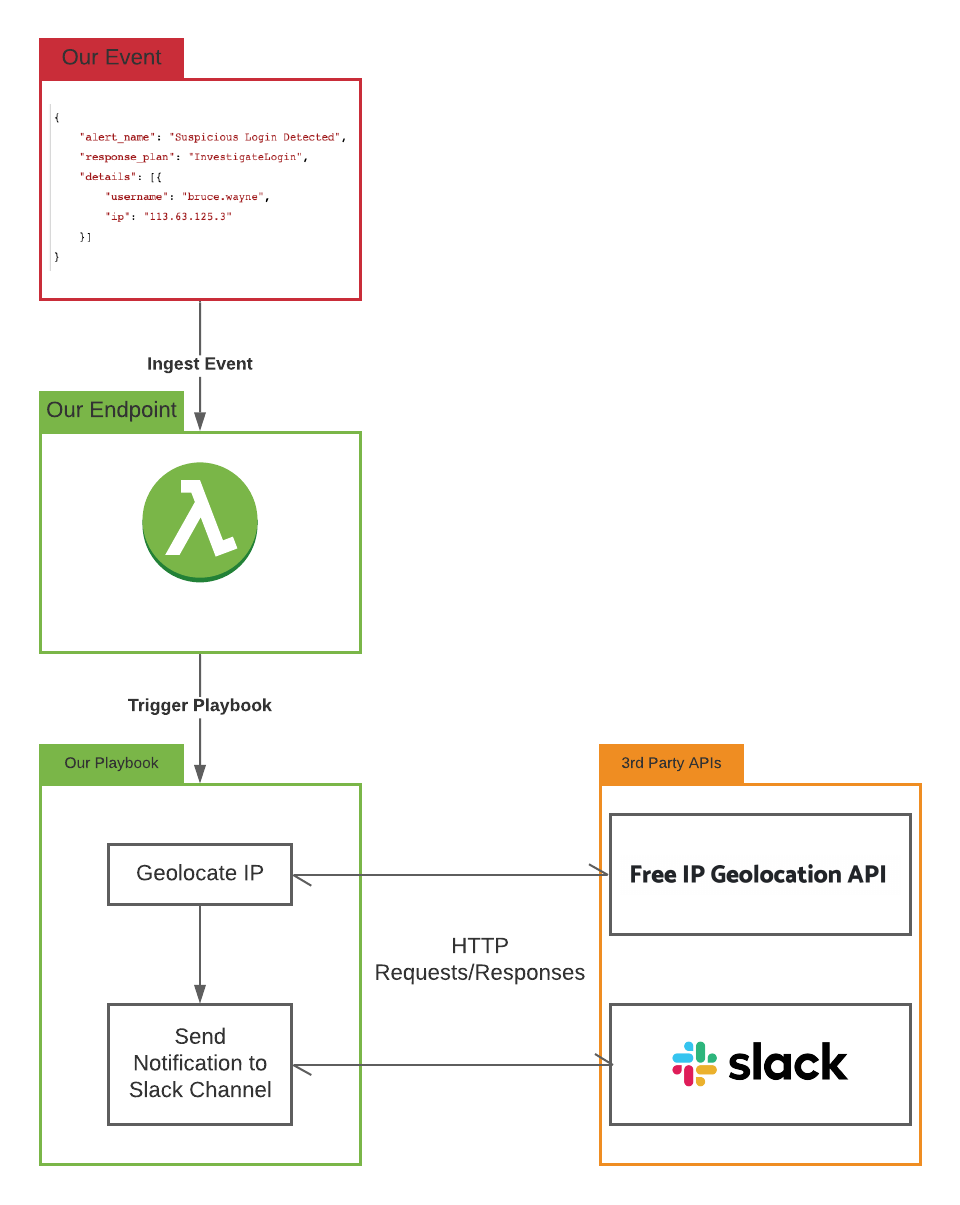 Our Event
{
"alert_name": "Suspicious Login Detected",
"response_plan": "InvestigateLogin",
"details": [{
"username": "bruce.wayne",
"ip": "113.63.125.3"
}]
}
Ingest Event
Our Endpoint
λ
Trigger Playbook
Our Playbook
3rd Party APIs
Geolocate IP
Free IP Geolocation API
HTTP
Requests/Responses
Send
Notification to
Slack Channel
slack